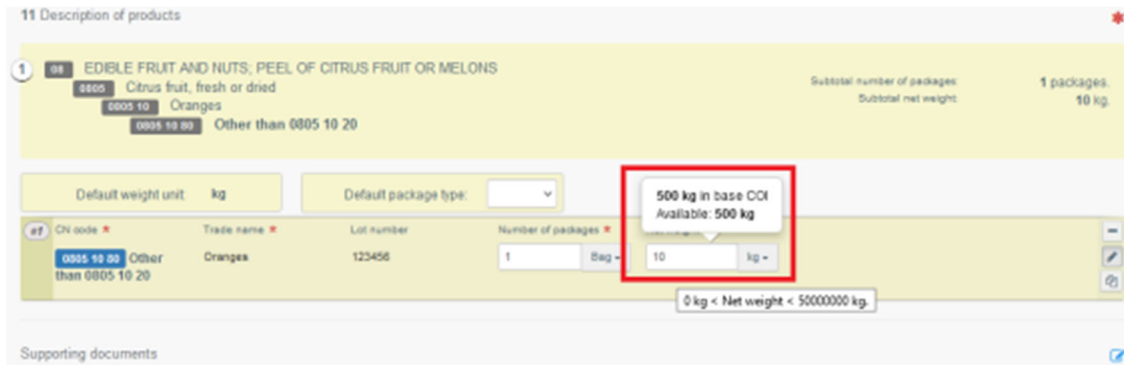 11 Description of products
1 08 EDIBLE FRUIT AND NUTS; PEEL OF CITRUS FRUIT OR MELONS
0805 Citrus fruit, fresh or dried
0805 10 Oranges
0805 10 80 Other than 0805 10 20
Subtotal number of packages: 1 packages.
Subtotal net weight: 10 kg.
Default weight unit: kg
Default package type:
500 kg in base COI
Available: 500 kg
#1 CN code * Trade name * Lot number Number of packages *
0805 10 80 Other than 0805 10 20
Oranges
123456
1 Bag
10 kg
0 kg < Net weight < 50000000 kg.
Supporting documents